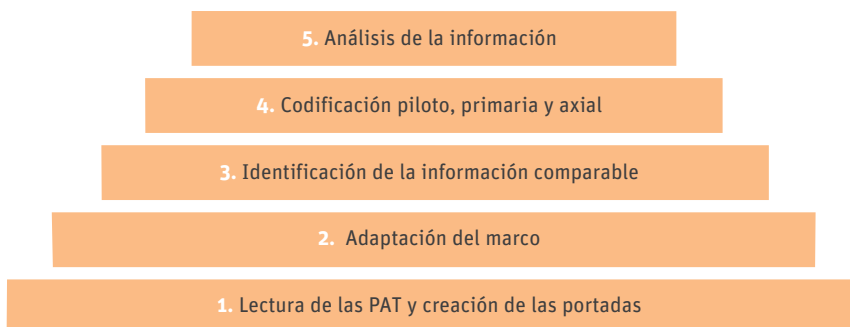 5. Análisis de la información
4. Codificación piloto, primaria y axial
3. Identificación de la información comparable
2. Adaptación del marco
1. Lectura de las PAT y creación de las portadas